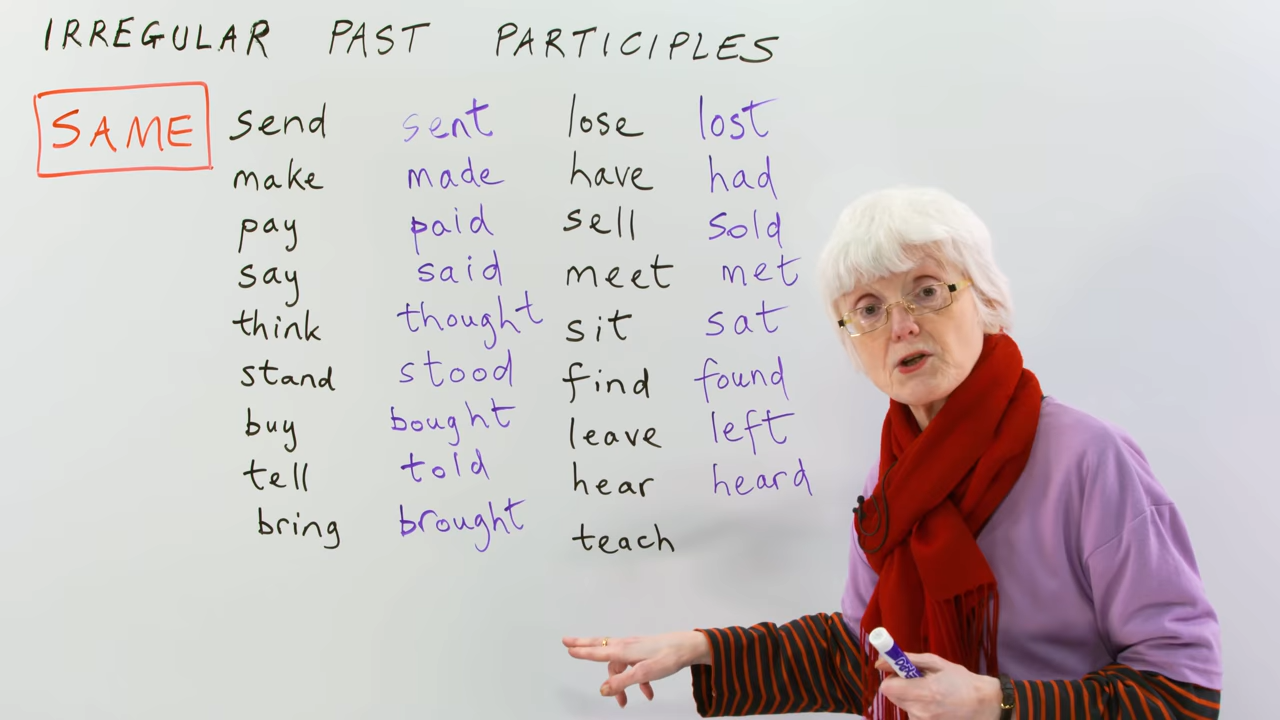 IRREGULAR PAST PARTICIPLES
SAME send sent lose lost
make made have had
pay paid sell sold
say said meet met
think thought sit sat
stand stood find found
buy bought leave left
tell told hear heard
bring brought teach